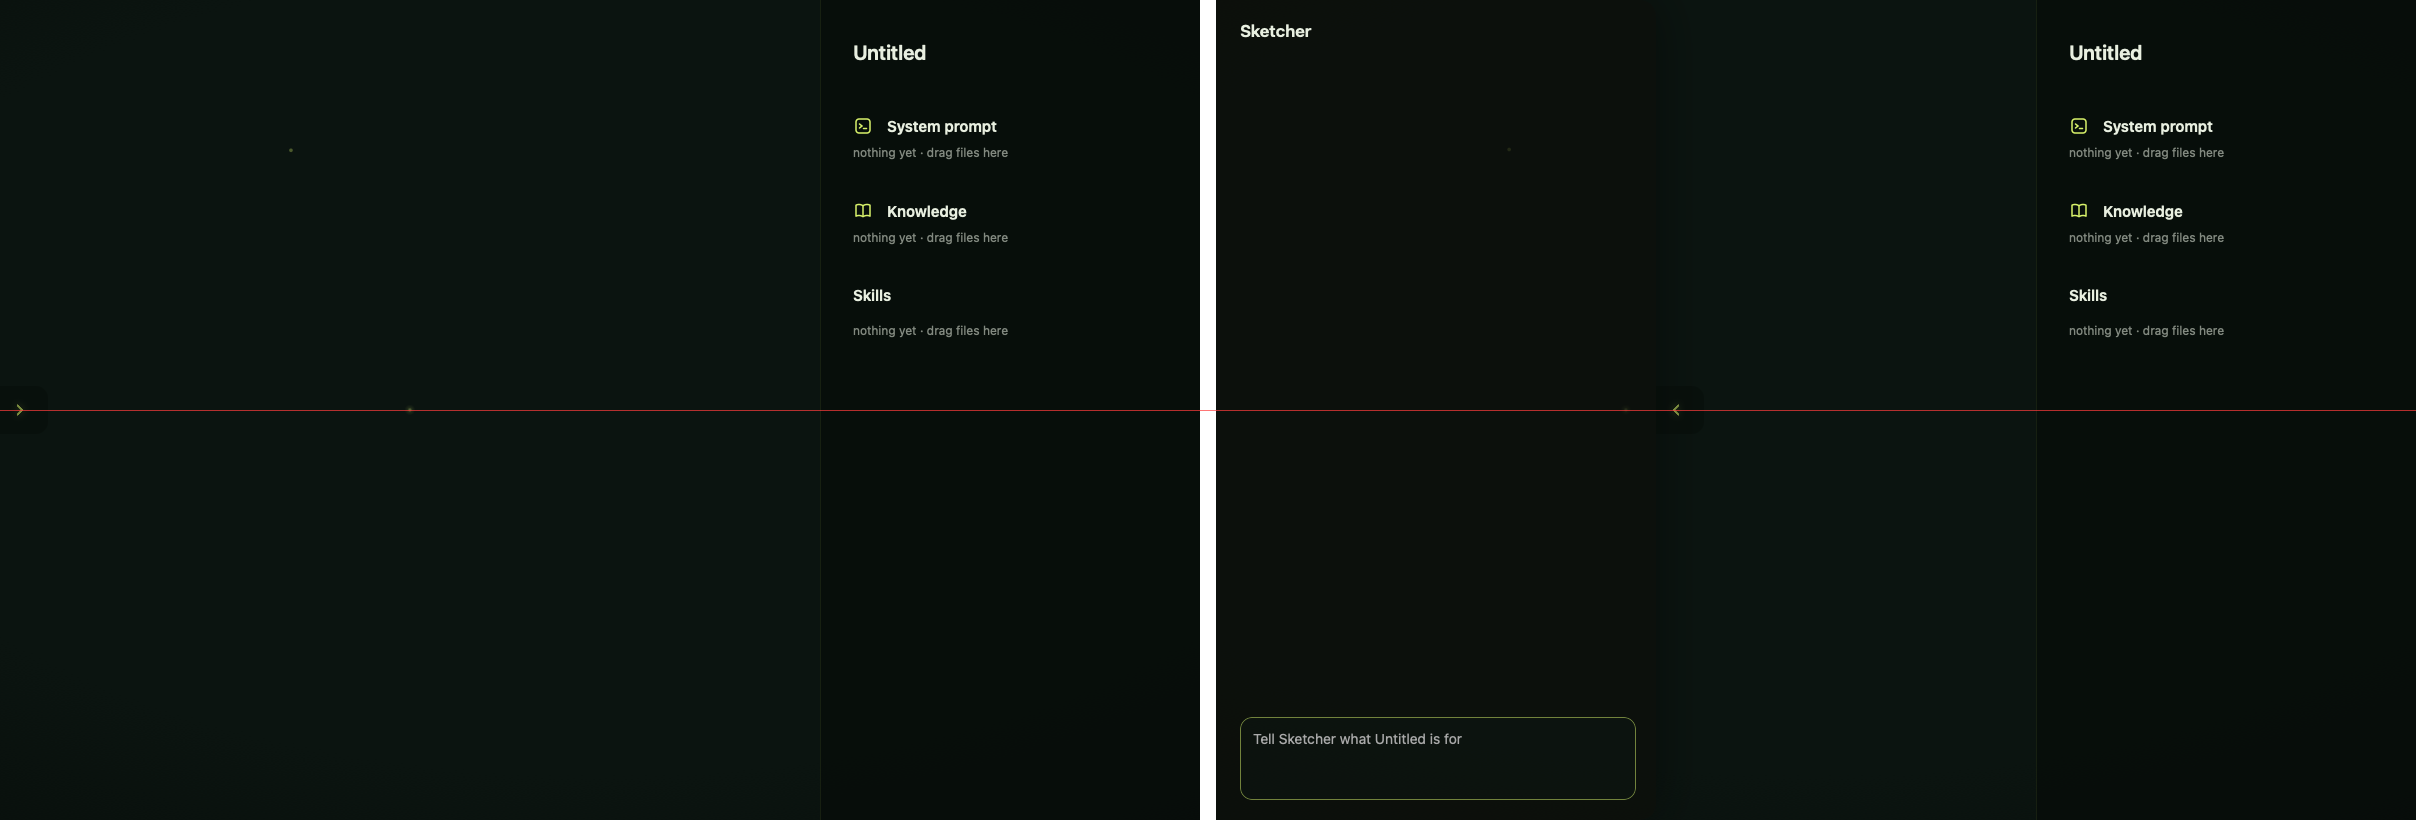 Untitled
System prompt
nothing yet · drag files here
Knowledge
nothing yet · drag files here
Skills
nothing yet · drag files here
Sketcher
Tell Sketcher what Untitled is for
Untitled
System prompt
nothing yet · drag files here
Knowledge
nothing yet · drag files here
Skills
nothing yet · drag files here